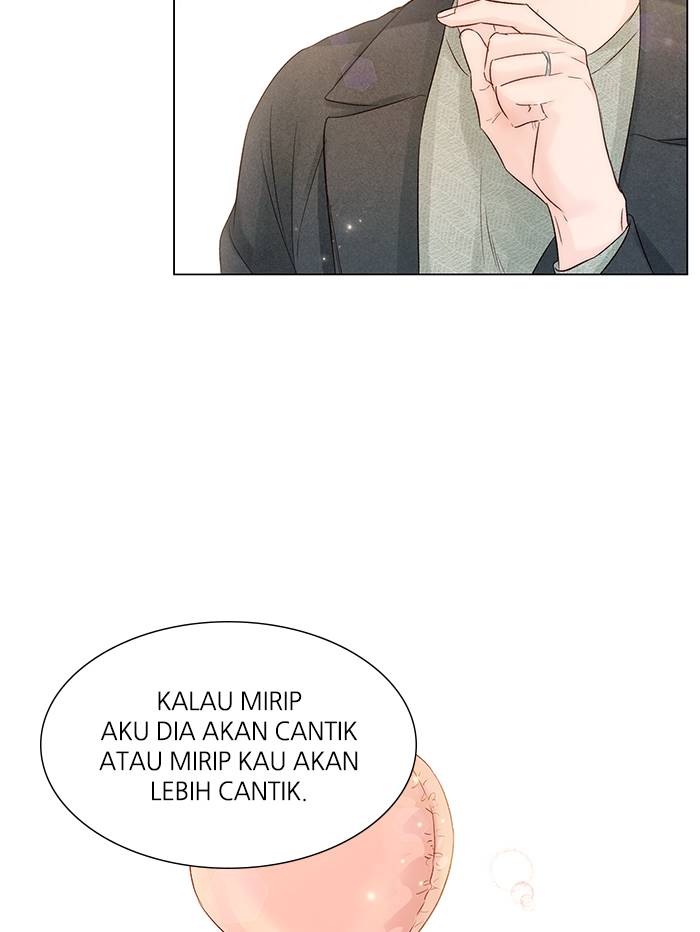 KALAU MIRIP
AKU DIA AKAN CANTIK
ATAU MIRIP KAU AKAN
LEBIH CANTIK.